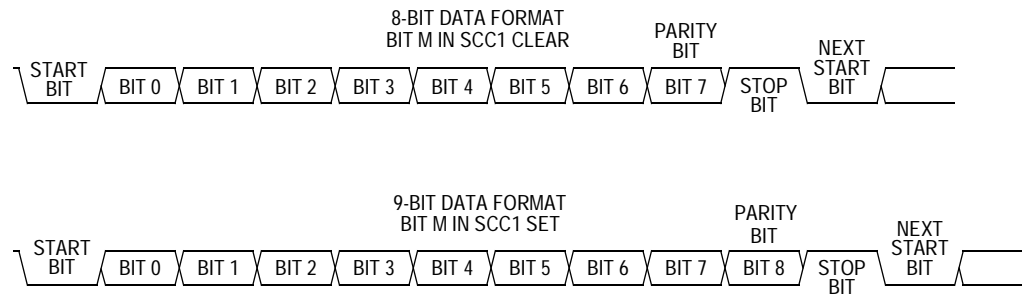 8-BIT DATA FORMAT
BIT M IN SCC1 CLEAR
PARITY
BIT
START
BIT
BIT 0
BIT 1
BIT 2
BIT 3
BIT 4
BIT 5
BIT 6
BIT 7
STOP
BIT
NEXT
START
BIT
9-BIT DATA FORMAT
BIT M IN SCC1 SET
PARITY
BIT
START
BIT
BIT 0
BIT 1
BIT 2
BIT 3
BIT 4
BIT 5
BIT 6
BIT 7
BIT 8
STOP
BIT
NEXT
START
BIT